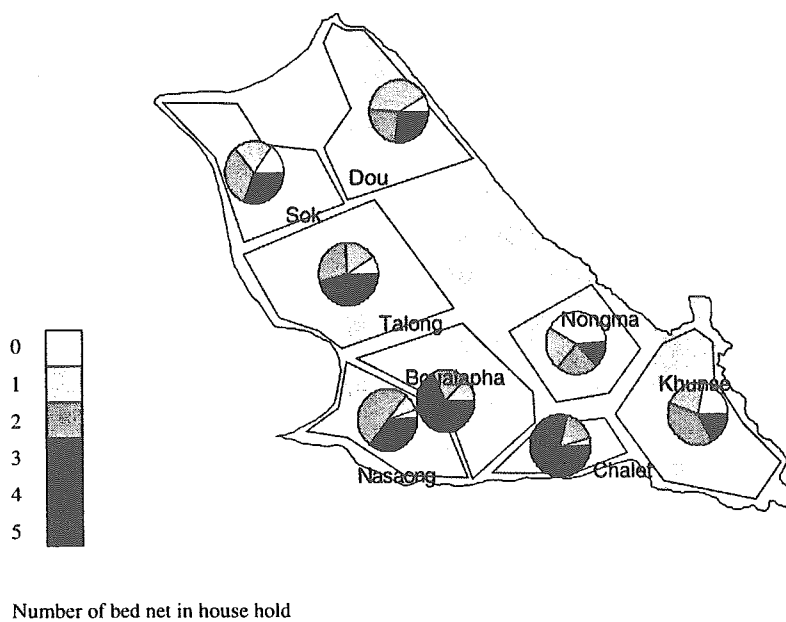 Dou
Sok
Talong
Nongma
Khunse
Nasaong
Chalet
0
1
2
3
4
5
Number of bed net in house hold